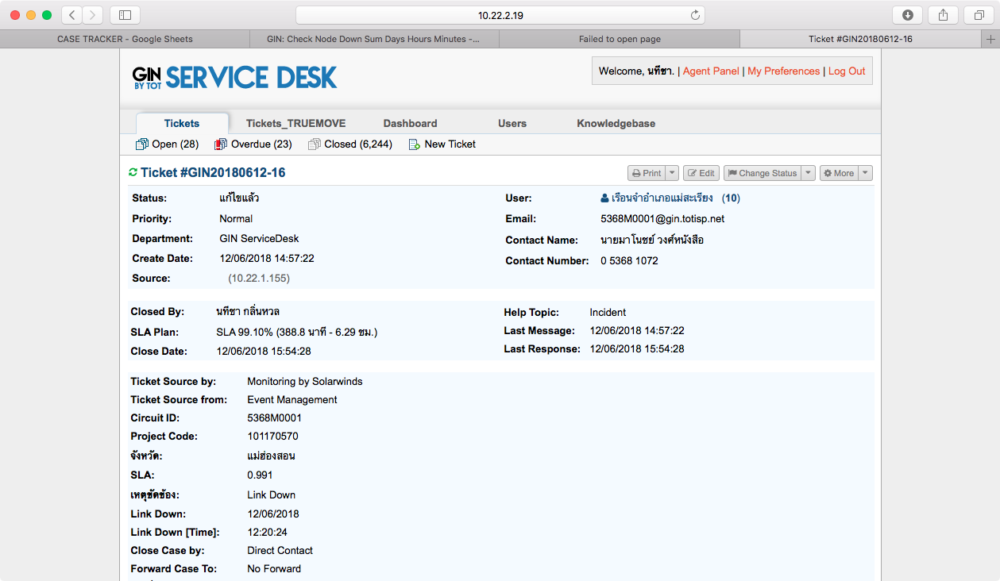 10.22.2.19
CASE TRACKER - Google Sheets
GIN: Check Node Down Sum Days Hours Minutes -...
Failed to open page
Ticket #GIN20180612-16
GIN BY TOT SERVICE DESK
Welcome, นทีชา. | Agent Panel | My Preferences | Log Out
Tickets Tickets_TRUEMOVE Dashboard Users Knowledgebase
Open (28) Overdue (23) Closed (6,244) New Ticket
Ticket #GIN20180612-16
Print Edit Change Status More
Status: แก้ไขแล้ว
Priority: Normal
Department: GIN ServiceDesk
Create Date: 12/06/2018 14:57:22
Source: (10.22.1.155)
User: เรือนจำอำเภอแม่สะเรียง (10)
Email: 5368M0001@gin.totisp.net
Contact Name: นายมาโนชย์ วงศ์หนังสือ
Contact Number: 0 5368 1072
Closed By: นทีชา กลิ่นหวล
SLA Plan: SLA 99.10% (388.8 นาที - 6.29 ชม.)
Close Date: 12/06/2018 15:54:28
Help Topic: Incident
Last Message: 12/06/2018 14:57:22
Last Response: 12/06/2018 15:54:28
Ticket Source by: Monitoring by Solarwinds
Ticket Source from: Event Management
Circuit ID: 5368M0001
Project Code: 101170570
จังหวัด: แม่ฮ่องสอน
SLA: 0.991
เหตุขัดข้อง: Link Down
Link Down: 12/06/2018
Link Down [Time]: 12:20:24
Close Case by: Direct Contact
Forward Case To: No Forward